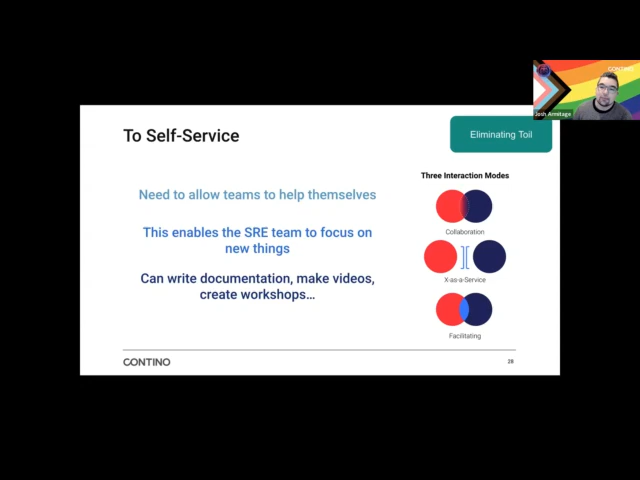 CONTINO
Josh Armitage
To Self-Service
Eliminating Toil
Need to allow teams to help themselves
This enables the SRE team to focus on
new things
Can write documentation, make videos,
create workshops…
Three Interaction Modes
Collaboration
X-as-a-Service
Facilitating
CONTINO
28